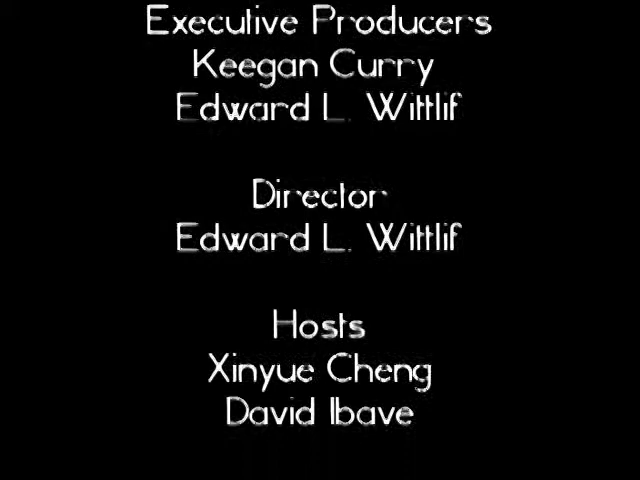 Executive Producers
Keegan Curry
Edward L. Wittlif
Director
Edward L. Wittlif
Hosts
Xinyue Cheng
David Ibave